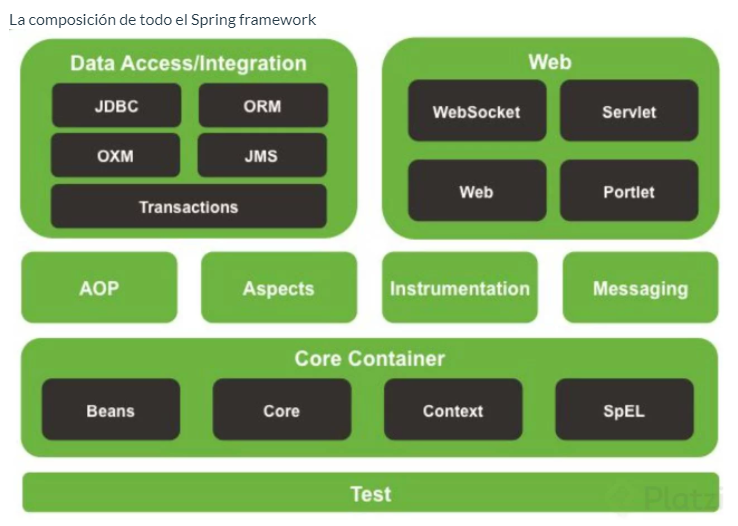 La composición de todo el Spring framework
Data Access/Integration
JDBC
ORM
OXM
JMS
Transactions
Web
WebSocket
Servlet
Web
Portlet
AOP
Aspects
Instrumentation
Messaging
Core Container
Beans
Core
Context
SpEL
Test
Platzi